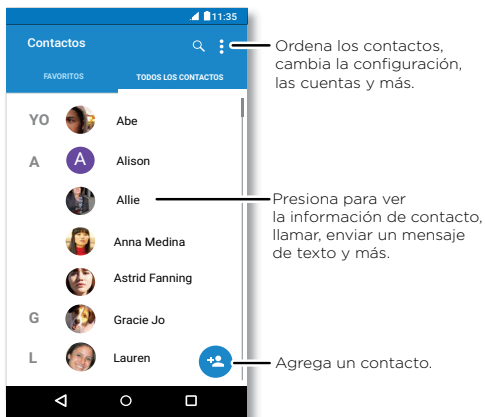 11:35
Contactos
FAVORITOS
TODOS LOS CONTACTOS
YO
Abe
A
A
Alison
Allie
Anna Medina
Astrid Fanning
G
Gracie Jo
L
Lauren
Ordena los contactos,
cambia la configuración,
las cuentas y más.
Presiona para ver
la información de contacto,
llamar, enviar un mensaje
de texto y más.
Agrega un contacto.